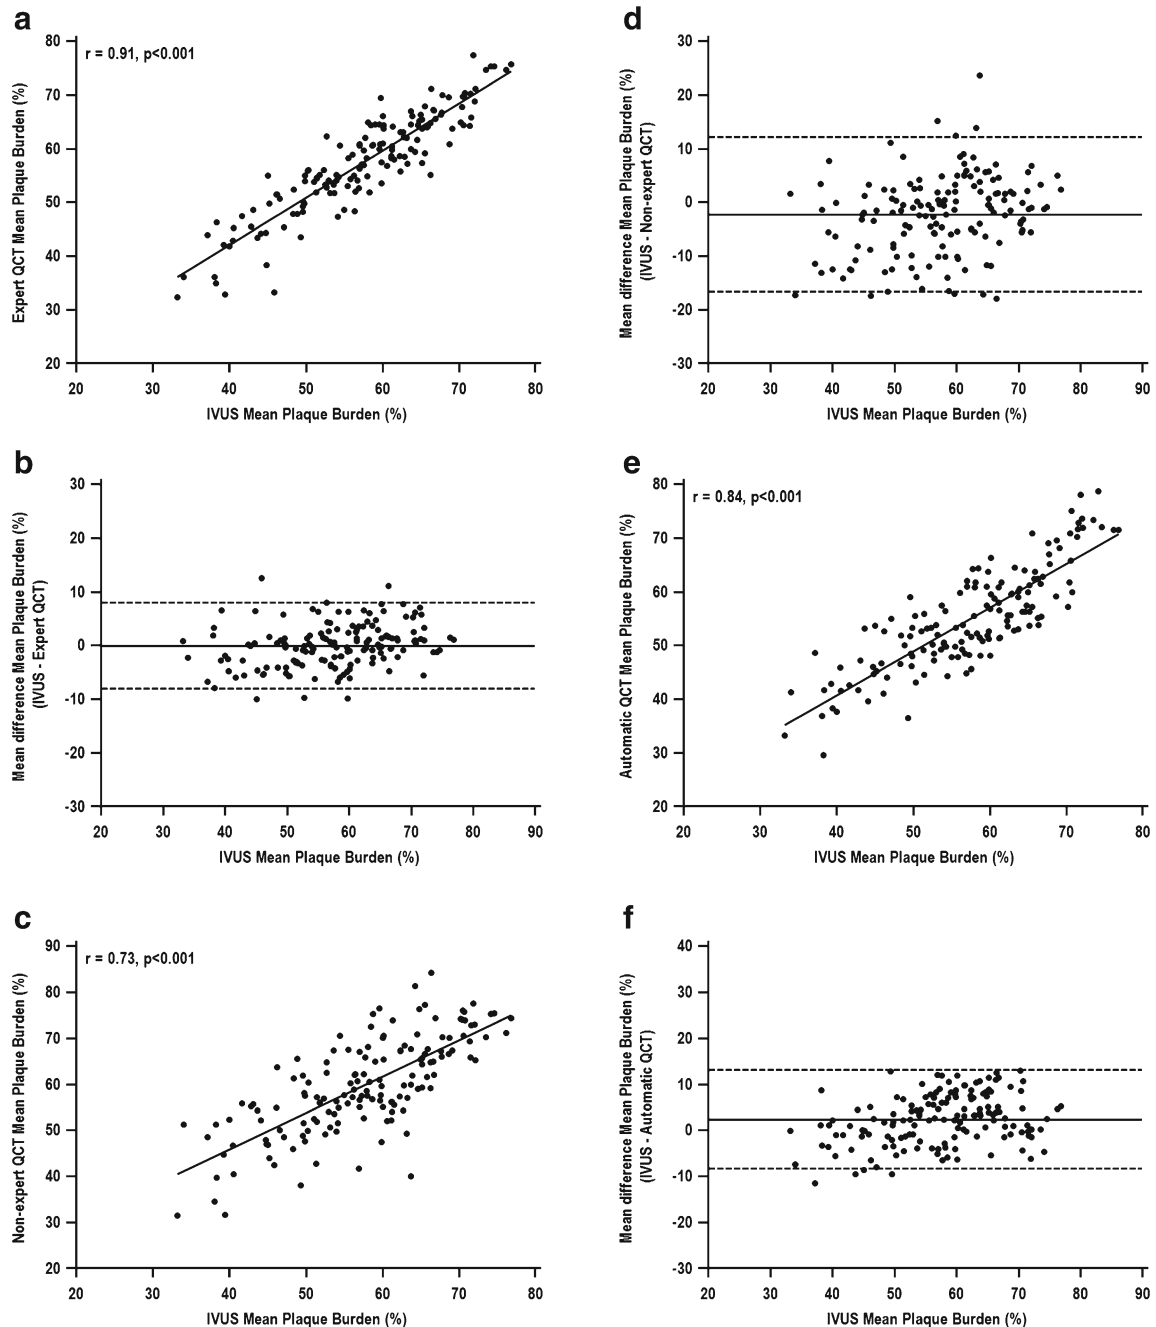 a
r = 0.91, p<0.001
Expert QCT Mean Plaque Burden (%)
80
70
60
50
40
30
20
20 30 40 50 60 70 80
IVUS Mean Plaque Burden (%)
b
Mean difference Mean Plaque Burden (%)
(IVUS - Expert QCT)
30
20
10
0
-10
-20
-30
20 30 40 50 60 70 80 90
IVUS Mean Plaque Burden (%)
c
r = 0.73, p<0.001
Non-expert QCT Mean Plaque Burden (%)
90
80
70
60
50
40
30
20
20 30 40 50 60 70 80
IVUS Mean Plaque Burden (%)
d
Mean difference Mean Plaque Burden (%)
(IVUS - Non-expert QCT)
30
20
10
0
-10
-20
-30
20 30 40 50 60 70 80 90
IVUS Mean Plaque Burden (%)
e
r = 0.84, p<0.001
Automatic QCT Mean Plaque Burden (%)
80
70
60
50
40
30
20
20 30 40 50 60 70 80
IVUS Mean Plaque Burden (%)
f
Mean difference Mean Plaque Burden (%)
(IVUS - Automatic QCT)
40
30
20
10
0
-10
-20
-30
20 30 40 50 60 70 80 90
IVUS Mean Plaque Burden (%)